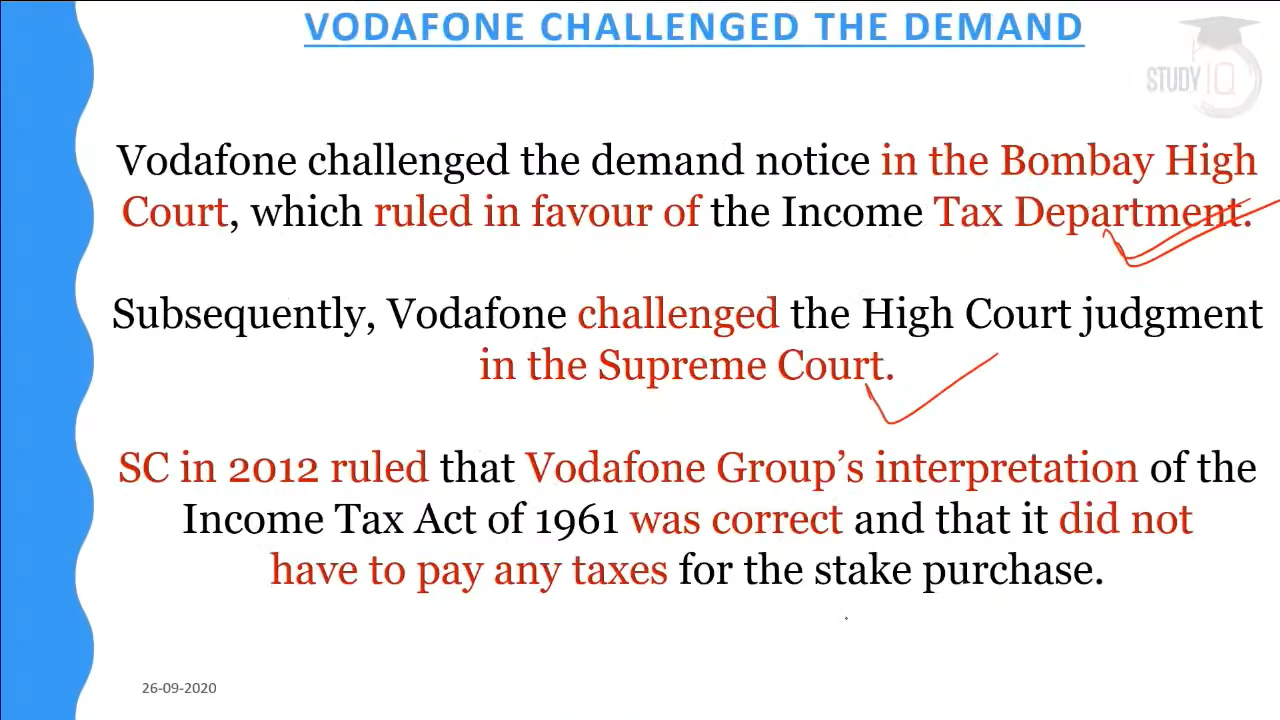 VODAFONE CHALLENGED THE DEMAND
STUDY IQ
Vodafone challenged the demand notice in the Bombay High
Court, which ruled in favour of the Income Tax Department.
Subsequently, Vodafone challenged the High Court judgment
in the Supreme Court.
SC in 2012 ruled that Vodafone Group’s interpretation of the
Income Tax Act of 1961 was correct and that it did not
have to pay any taxes for the stake purchase.
26-09-2020